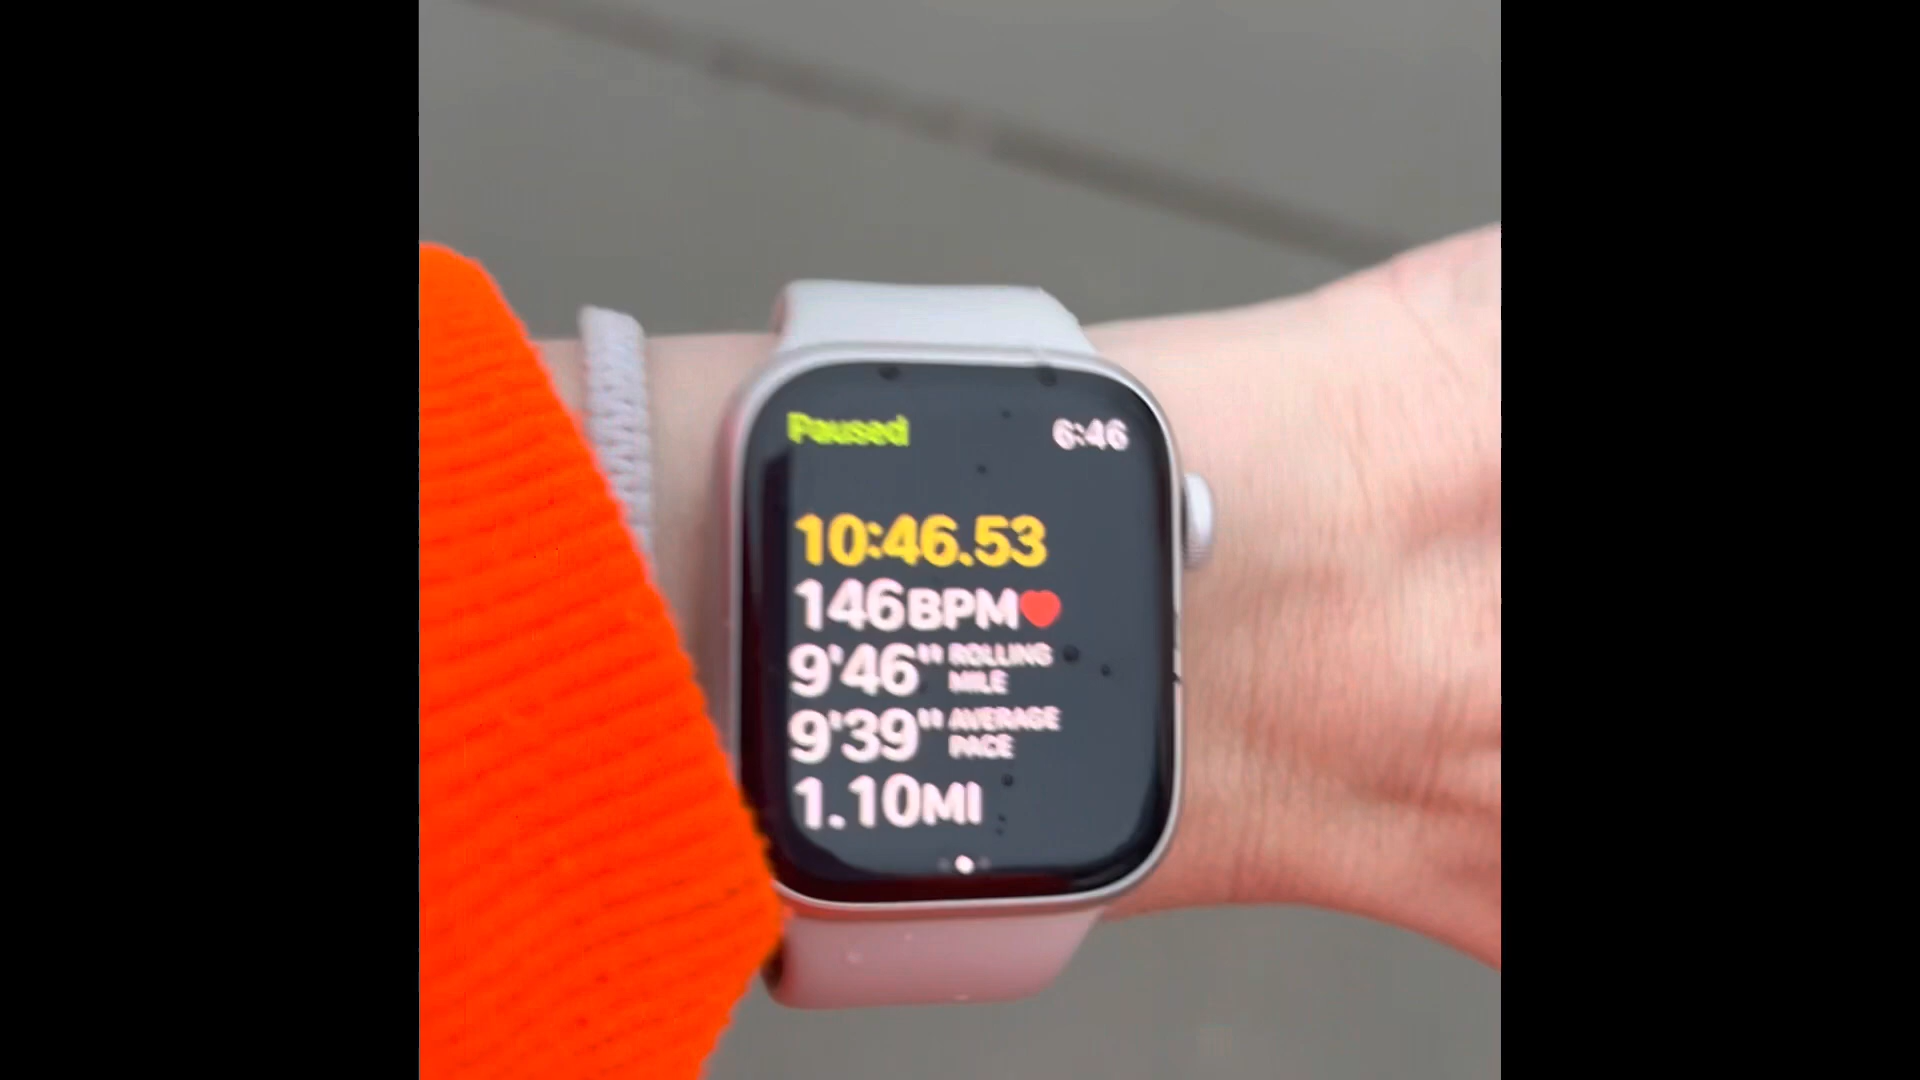 Paused 6:46
10:46.53
146BPM
9'46" ROLLING MILE
9'39" AVERAGE PACE
1.10MI